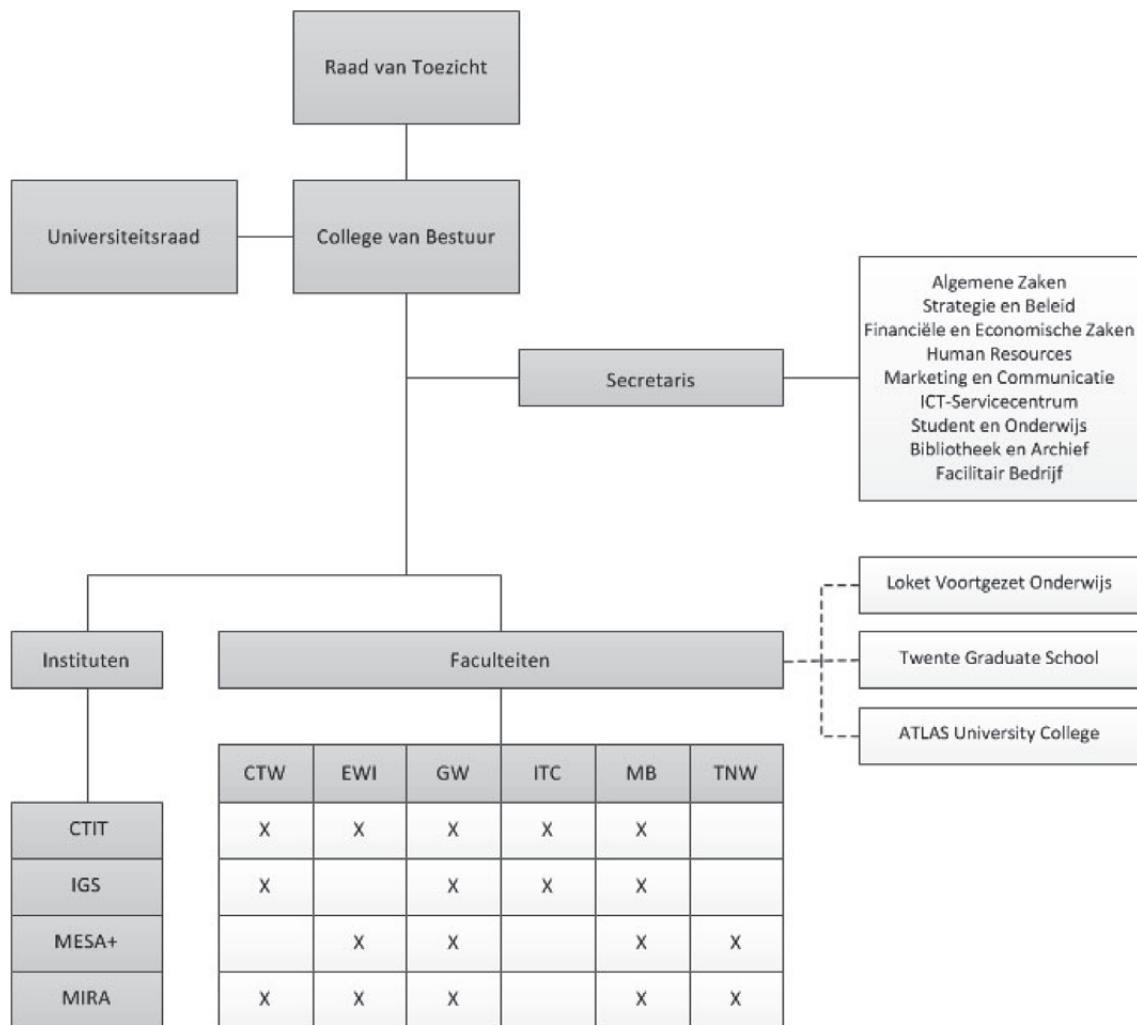 Raad van Toezicht
Universiteitsraad
College van Bestuur
Algemene Zaken
Strategie en Beleid
Financiële en Economische Zaken
Human Resources
Marketing en Communicatie
ICT-Servicecentrum
Student en Onderwijs
Bibliotheek en Archief
Facilitair Bedrijf
Secretaris
Loket Voortgezet Onderwijs
Instituten
Faculteiten
Twente Graduate School
ATLAS University College
CTW EWI GW ITC MB TNW
CTIT X X X X X
IGS X X X X
MESA+ X X X X
MIRA X X X X X